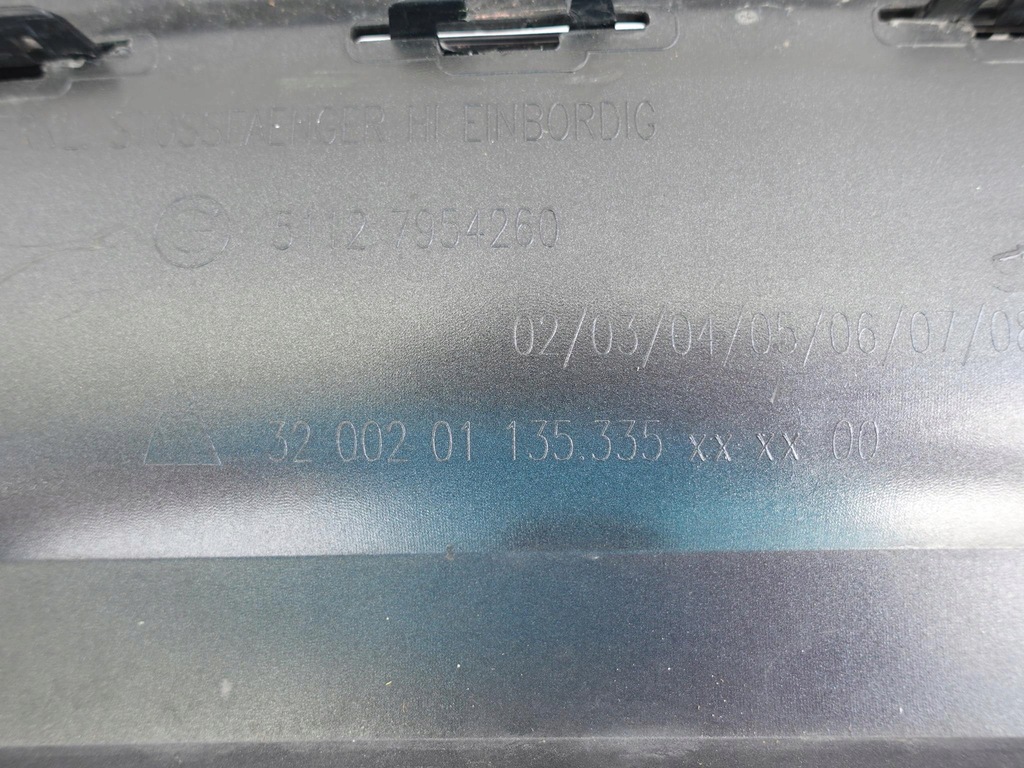 STOSSFAENGER HI EINBORDIG
5112 7954260
02/03/04/05/06/07/08
32 002 01 135.335 xx xx 00